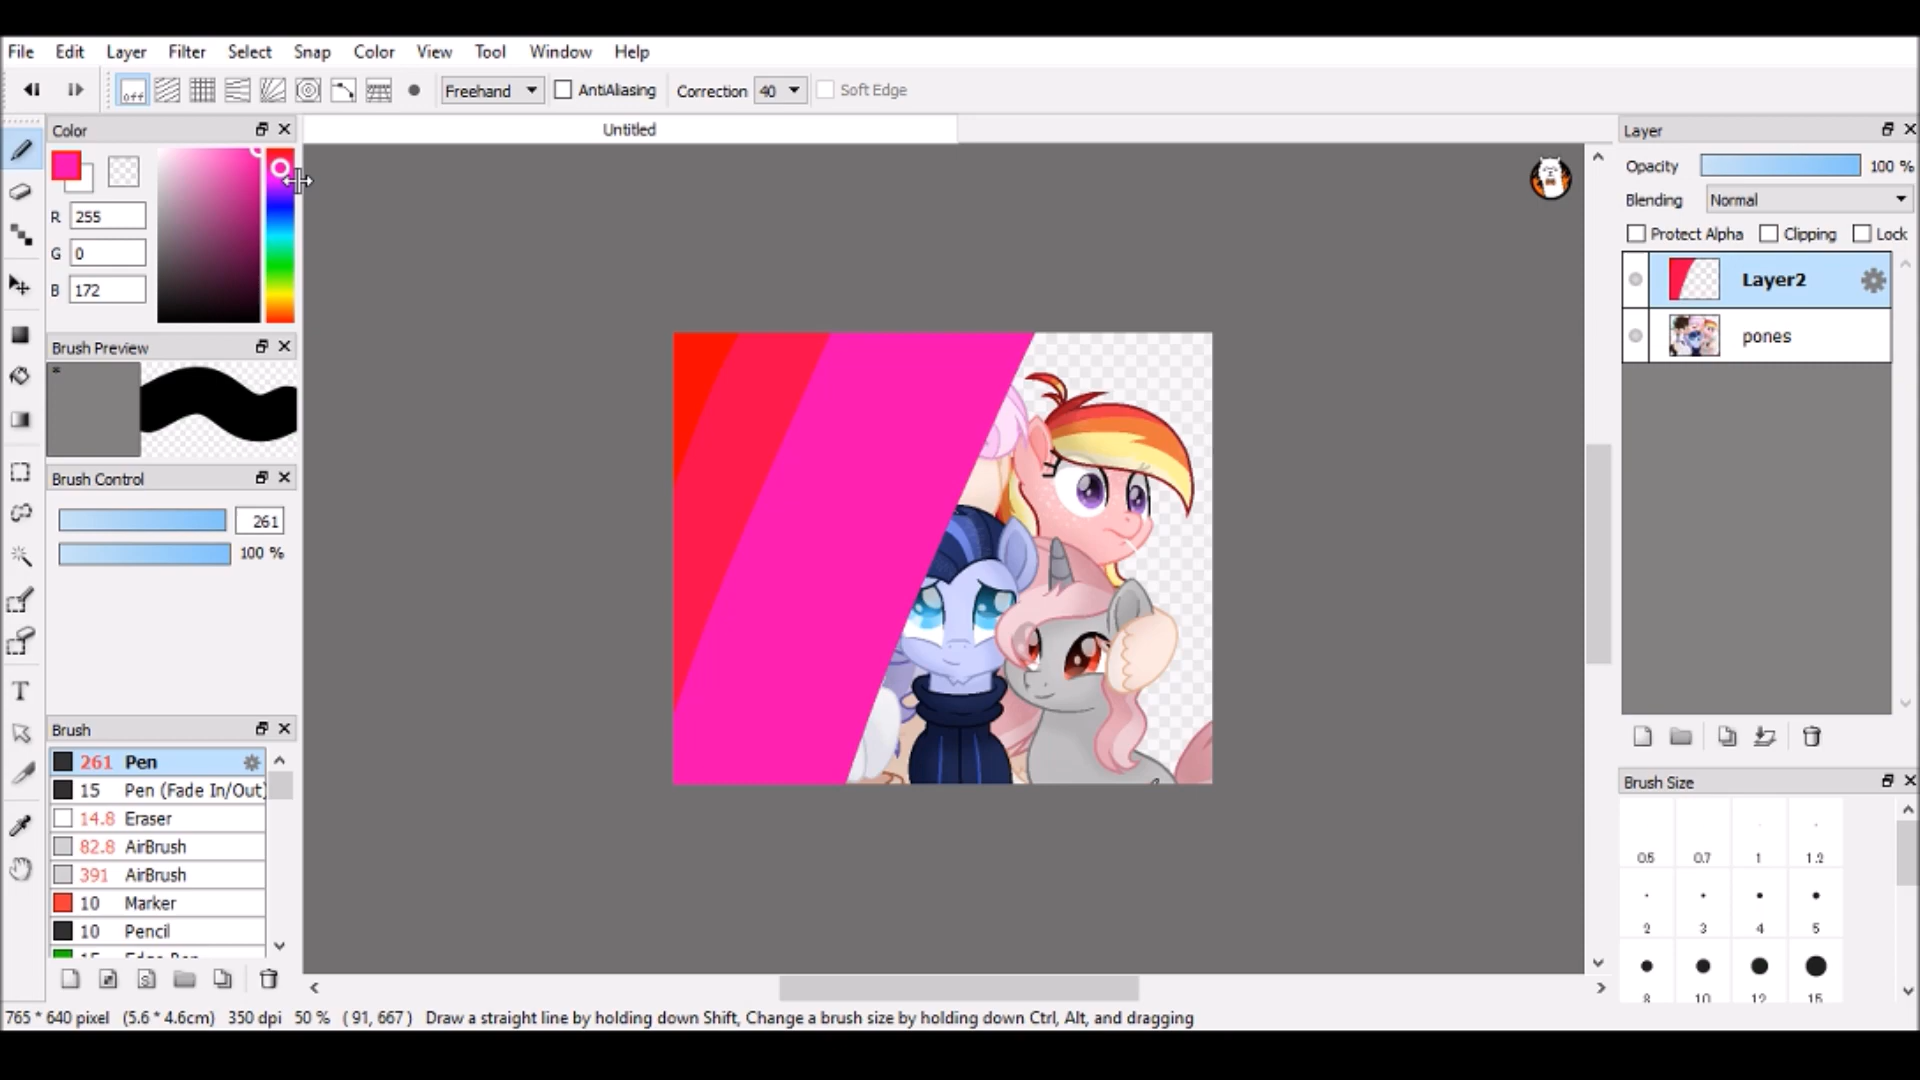 File Edit Layer Filter Select Snap Color View Tool Window Help
off Freehand AntiAliasing Correction 40 Soft Edge
Color
R 255
G 0
B 172
Brush Preview
Brush Control
261
100 %
Brush
261 Pen
15 Pen (Fade In/Out)
14.8 Eraser
82.8 AirBrush
391 AirBrush
10 Marker
10 Pencil
Untitled
Layer
Opacity 100 %
Blending Normal
Protect Alpha Clipping Lock
Layer2
pones
Brush Size
0.5 0.7 1 1.2
2 3 4 5
8 10 12 15
T
765 * 640 pixel (5.6 * 4.6cm) 350 dpi 50 % ( 91, 667 ) Draw a straight line by holding down Shift, Change a brush size by holding down Ctrl, Alt, and dragging